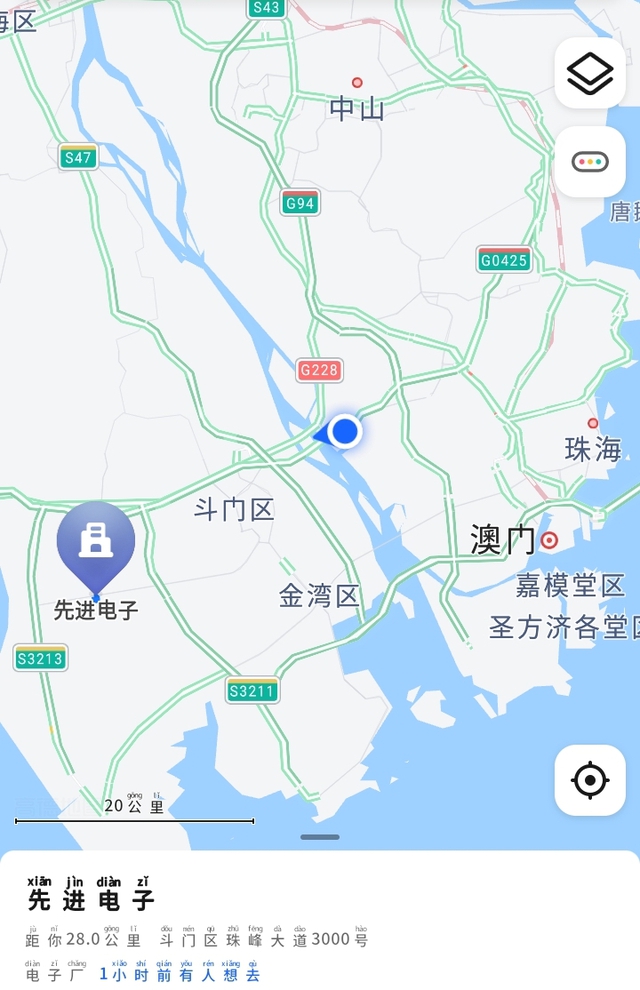 海区
S43
中山
S47
G94
唐
G0425
G228
珠海
斗门区
澳门
嘉模堂区
金湾区
先进电子
圣方济各堂区
S3213
S3211
gōng lǐ
20公里
xiān jìn diàn zǐ
先进电子
jù nǐ gōng lǐ dǒu mén qū zhū fēng dà dào hào
距你28.0公里 斗门区珠峰大道3000号
diàn zǐ chǎng xiǎo shí qián yǒu rén xiǎng qù
电子厂 1小时前有人想去